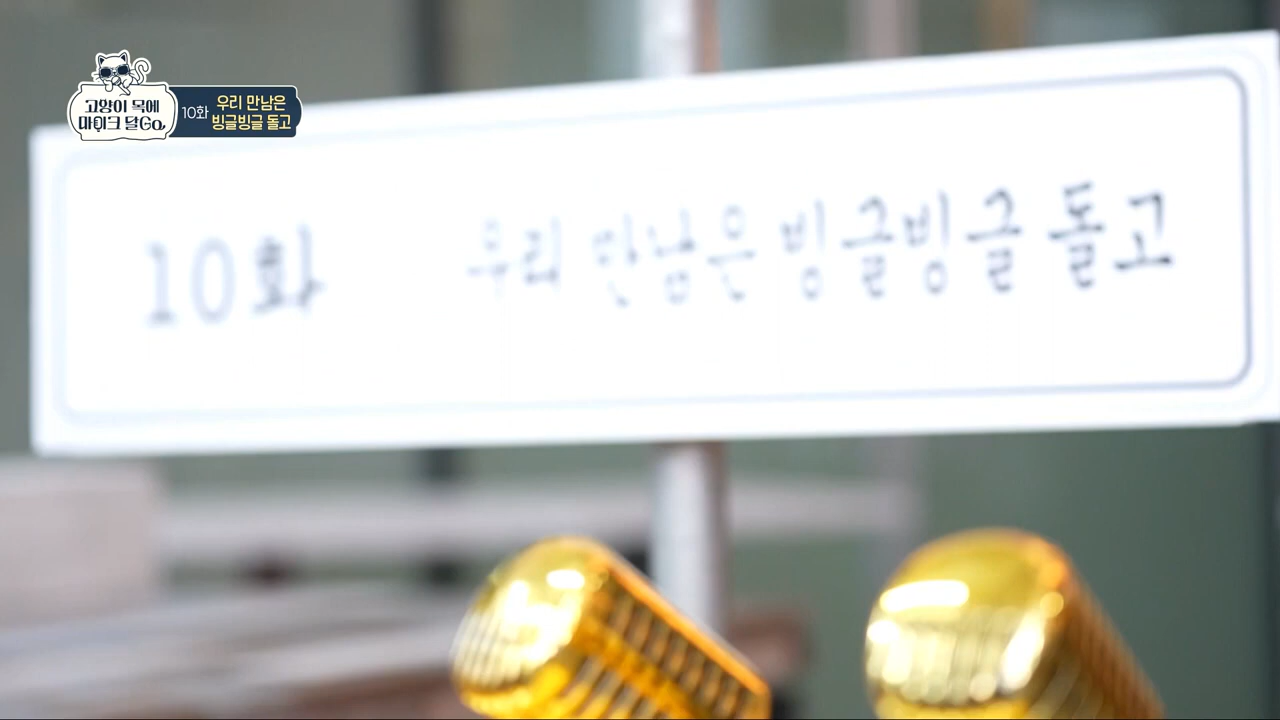 고양이 목에
마이크 달Go
10화
우리 만남은
빙글빙글 돌고
10화 우리 만남은 빙글빙글 돌고